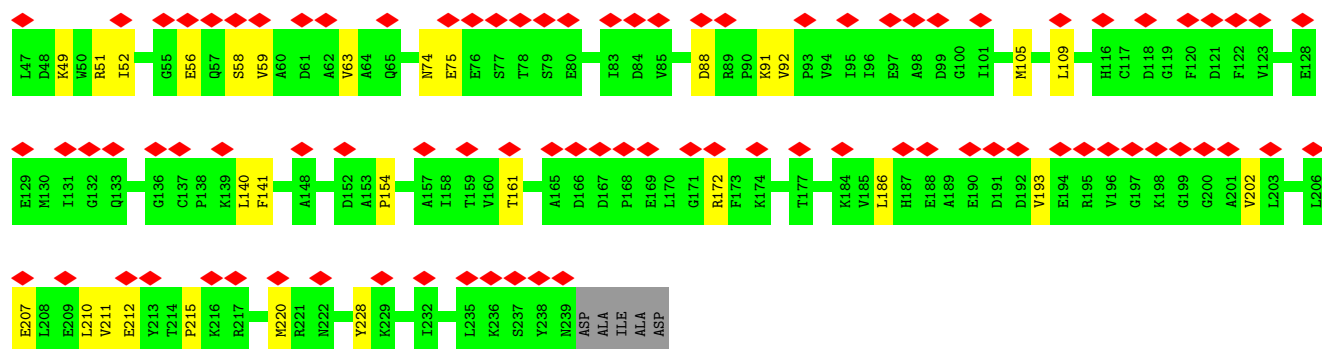 L47 D48 K49 W50 R51 I52 G55 E56 Q57 S58 V59 A60 D61 A62 V63 A64 Q65 N74 E75 E76 S77 T78 S79 E80 I83 D84 V85 D88 R89 P90 K91 V92 P93 V94 I95 I96 E97 A98 D99 G100 I101 M105 L109 H116 C117 D118 G119 F120 D121 F122 V123 E128
E129 M130 I131 G132 Q133 G136 G137 P138 K139 L140 F141 A148 D152 A153 P154 A157 I158 T159 V160 T161 A165 D166 D167 P168 E169 L170 G171 R172 F173 K174 T177 K184 V185 L186 H187 E188 A189 E190 D191 D192 V193 E194 R195 V196 G197 K198 G199 G200 A201 V202 L203 L206
E207 L208 E209 L210 V211 E212 Y213 T214 P215 K216 R217 M220 R221 N222 Y228 K229 I232 L235 K236 S237 Y238 N239 ASP ALA ILE ALA ASP